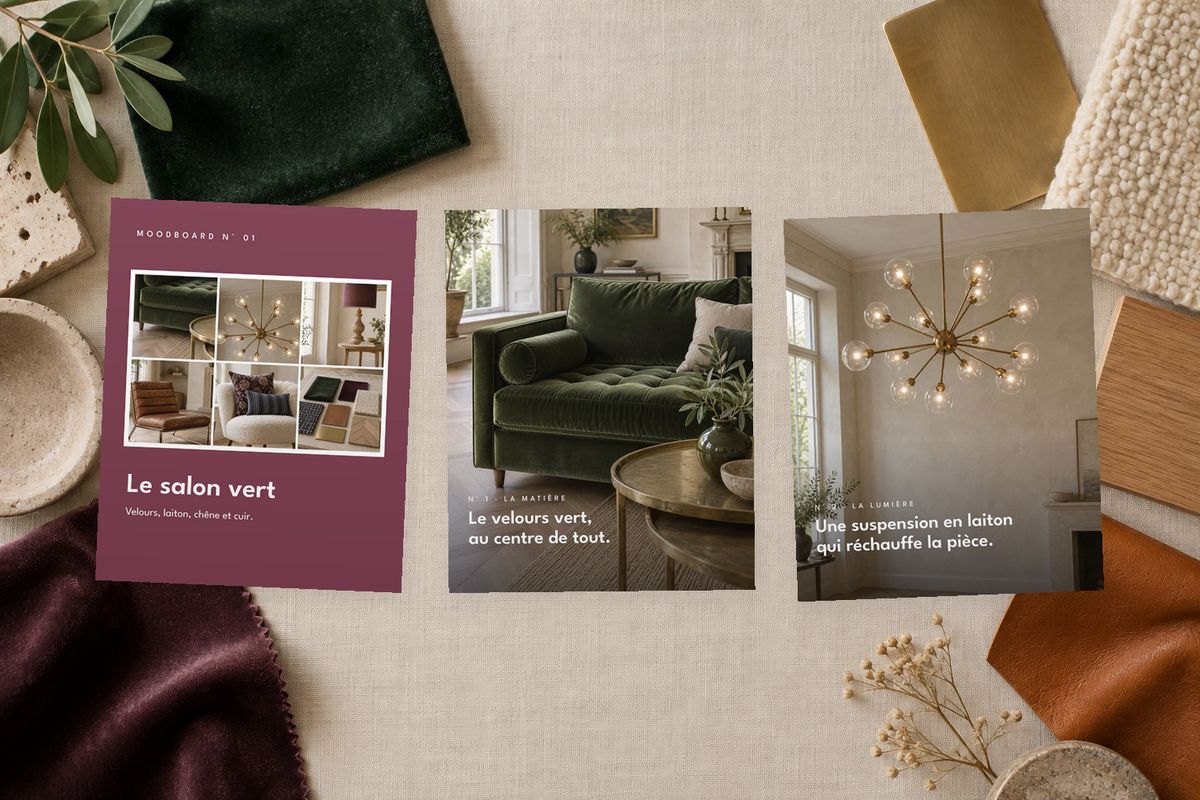 MOODBOARD N° 01
Le salon vert
Velours, laiton, chêne et cuir.
N° 1 - LA MATIÈRE
Le velours vert,
au centre de tout.
LA LUMIÈRE
Une suspension en laiton
qui réchauffe la pièce.